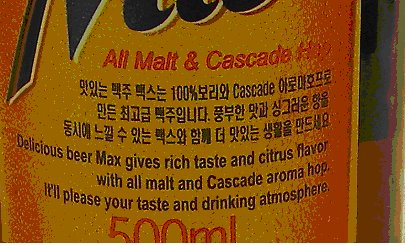 All Malt & Cascade Hop
맛있는 맥주 맥스는 100%보리와 Cascade 아로마호프로
만든 최고급 맥주입니다. 풍부한 맛과 싱그러운 향을
동시에 느낄 수 있는 맥스와 함께 더 맛있는 생활을 만드세요
Delicious beer Max gives rich taste and citrus flavor
with all malt and Cascade aroma hop.
It'll please your taste and drinking atmosphere.
500ml